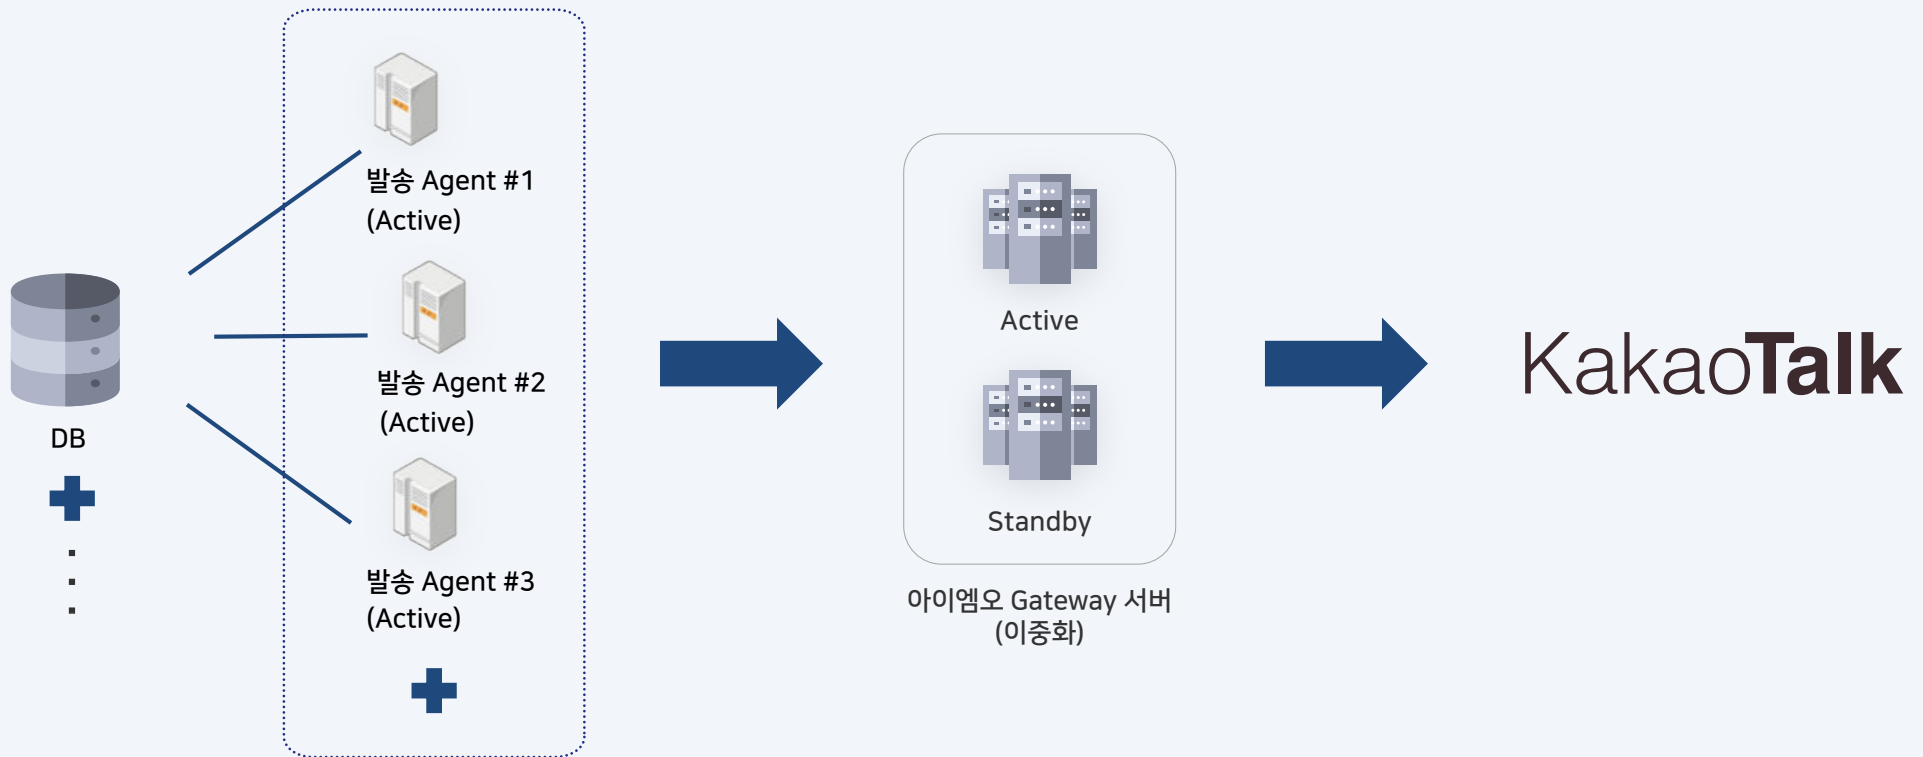 발송 Agent #1
(Active)
발송 Agent #2
(Active)
발송 Agent #3
(Active)
DB
Active
Standby
아이엠오 Gateway 서버
(이중화)
KakaoTalk